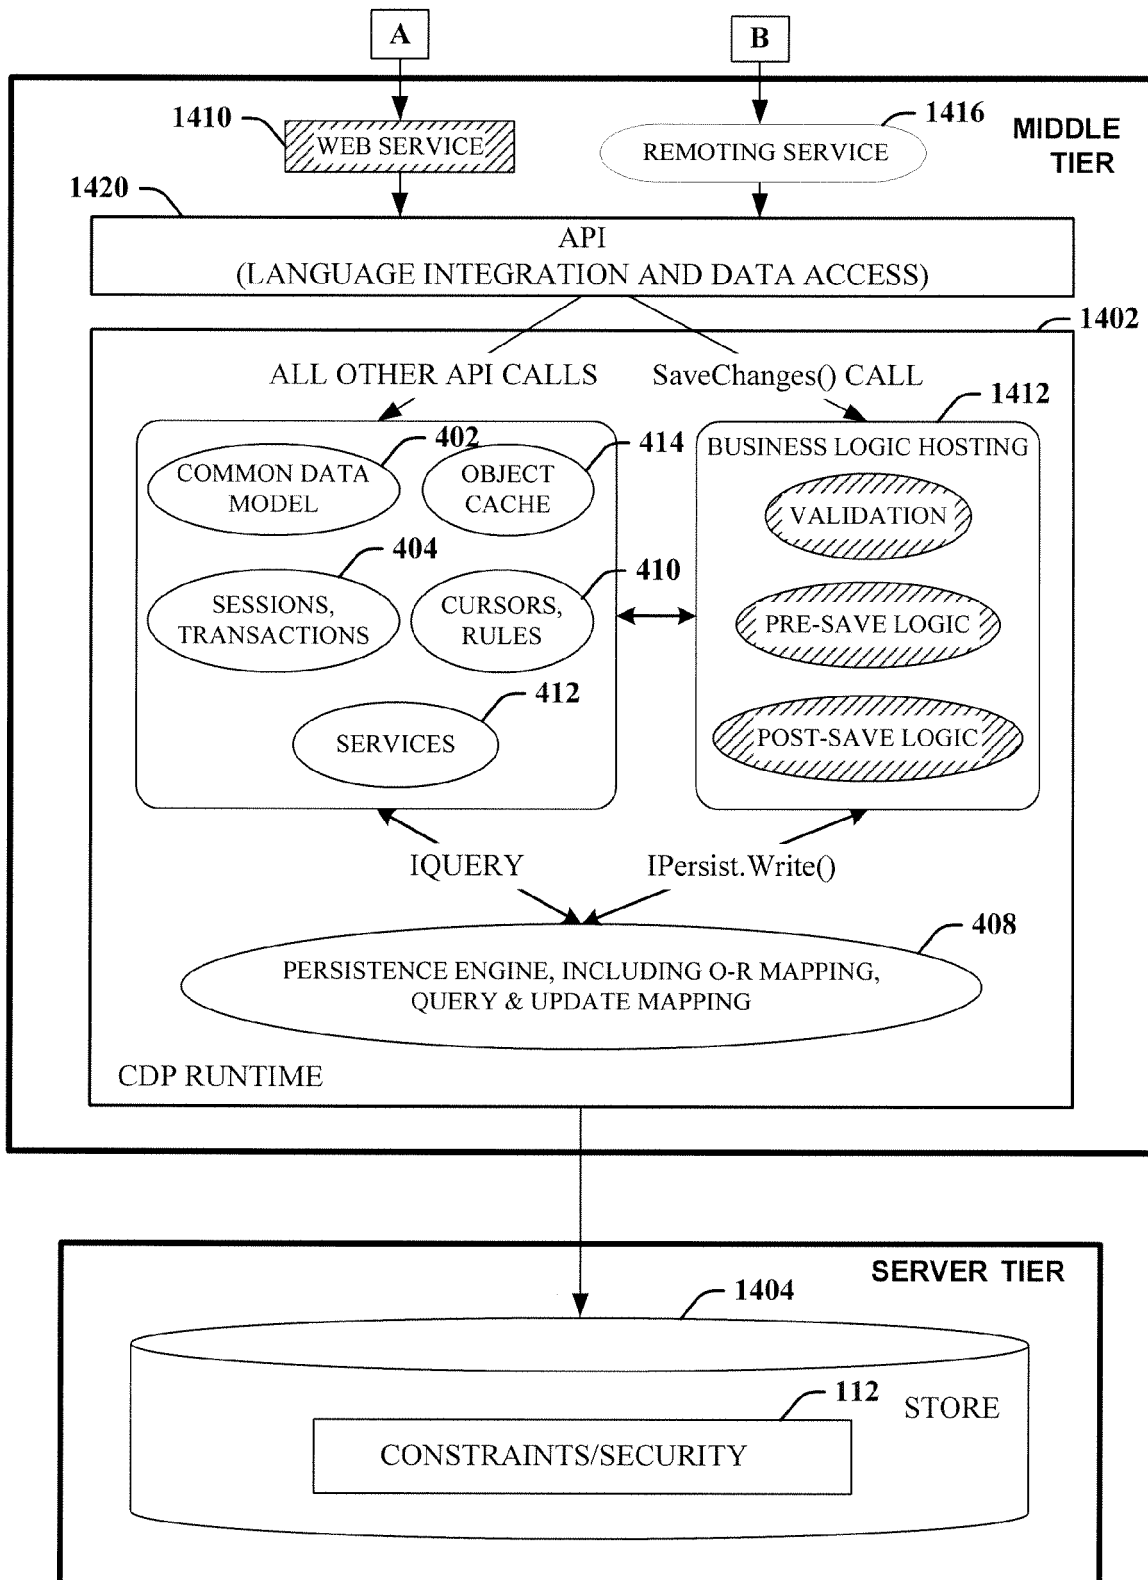 A
B
1410
WEB SERVICE
1416
REMOTING SERVICE
MIDDLE
TIER
1420
API
(LANGUAGE INTEGRATION AND DATA ACCESS)
1402
ALL OTHER API CALLS
SaveChanges() CALL
1412
402
COMMON DATA
MODEL
414
OBJECT
CACHE
BUSINESS LOGIC HOSTING
VALIDATION
404
SESSIONS,
TRANSACTIONS
410
CURSORS,
RULES
PRE-SAVE LOGIC
412
SERVICES
POST-SAVE LOGIC
IQUERY
IPersist.Write()
408
PERSISTENCE ENGINE, INCLUDING O-R MAPPING,
QUERY & UPDATE MAPPING
CDP RUNTIME
SERVER TIER
1404
112
STORE
CONSTRAINTS/SECURITY